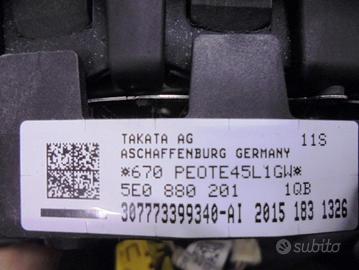 TAKATA AG 11S
ASCHAFFENBURG GERMANY
*670 PEOTE45L1GW*
5E0 880 201 1QB
307773399340-AI 2015 183 1326
subito